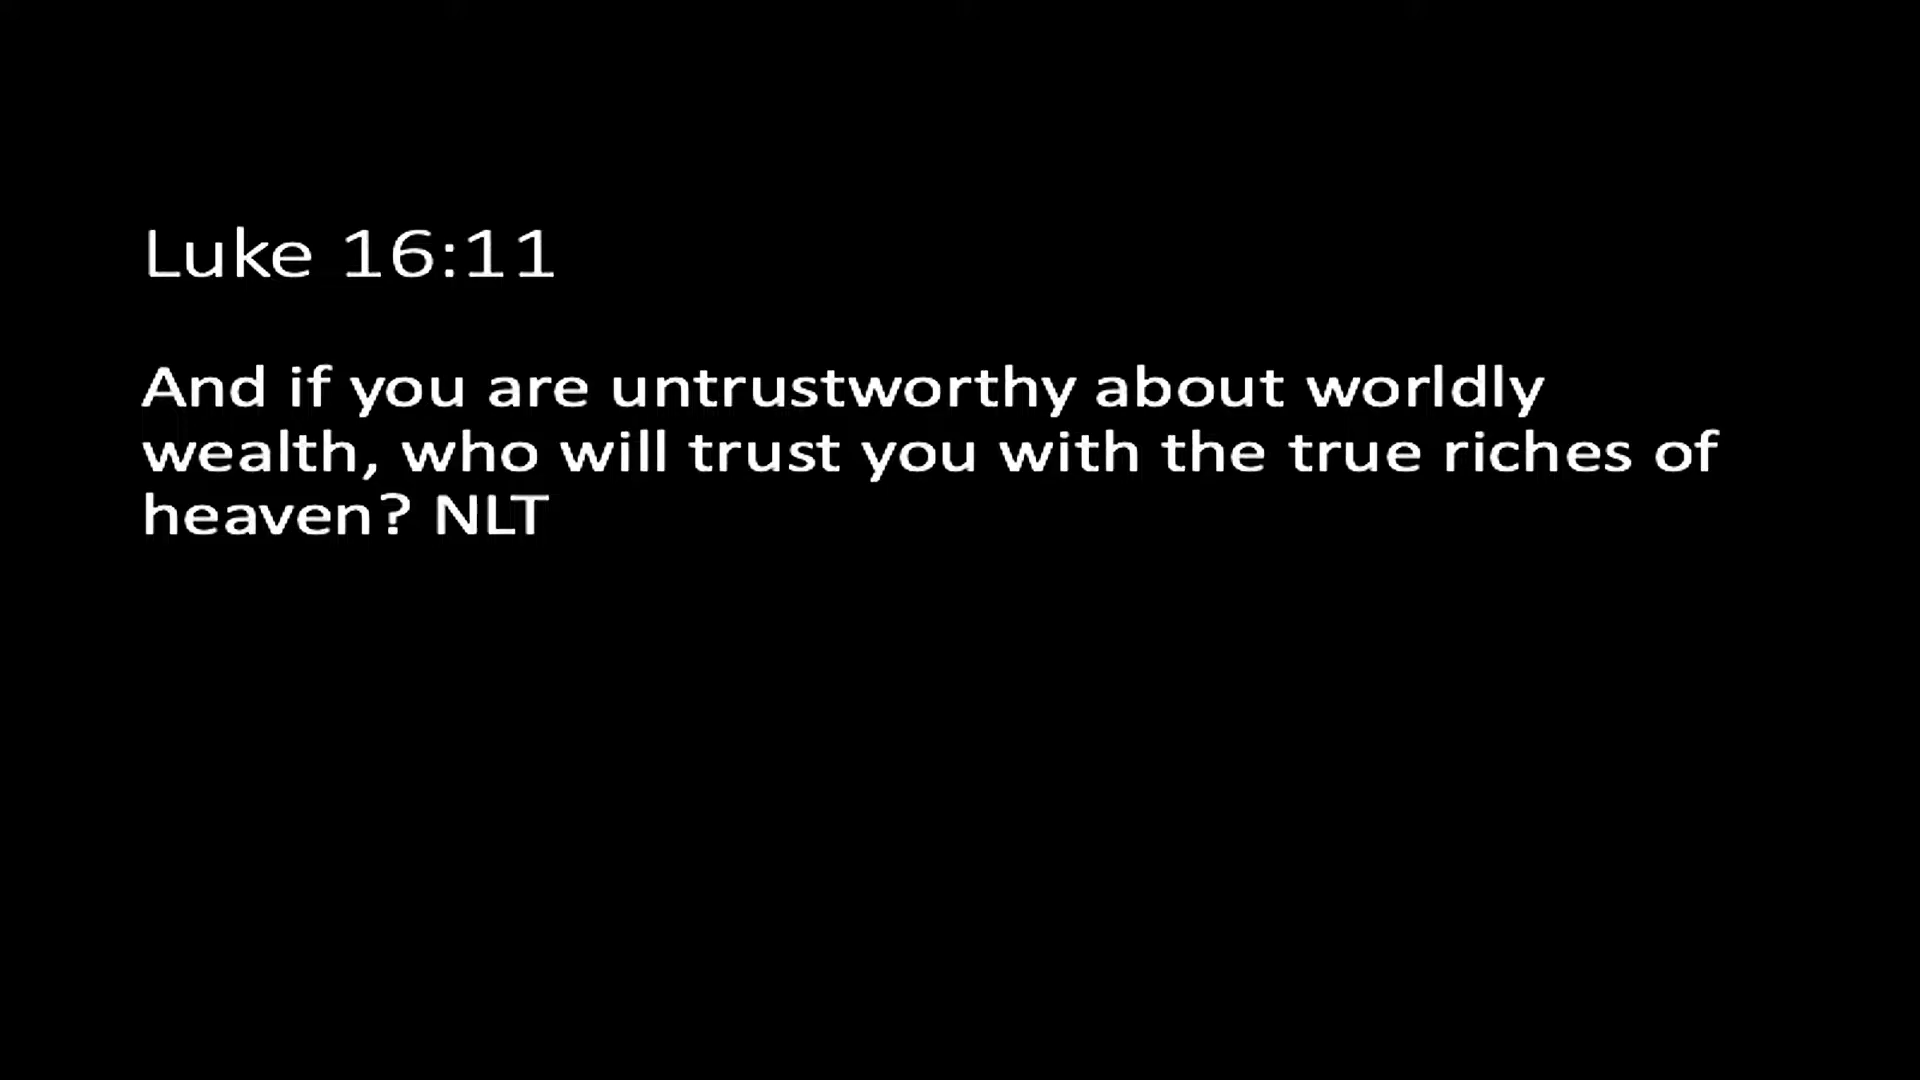 Luke 16:11
And if you are untrustworthy about worldly
wealth, who will trust you with the true riches of
heaven? NLT